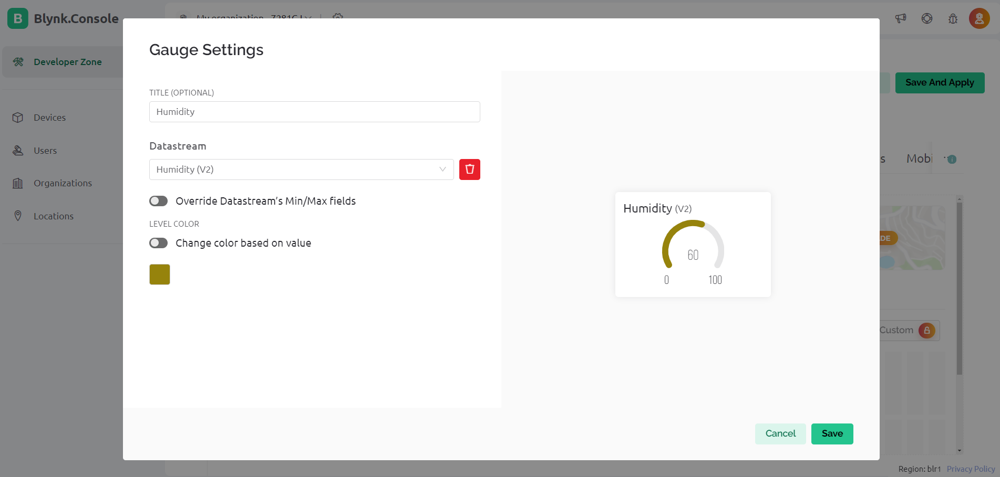 B Blynk.Console
My organization - 7281CJ
Developer Zone
Devices
Users
Organizations
Locations
Gauge Settings
TITLE (OPTIONAL)
Humidity
Datastream
Humidity (V2)
Override Datastream's Min/Max fields
LEVEL COLOR
Change color based on value
Humidity (V2)
60
0 100
Cancel Save
Save And Apply
s Mobi
DE
Custom
Region: blr1 Privacy Policy